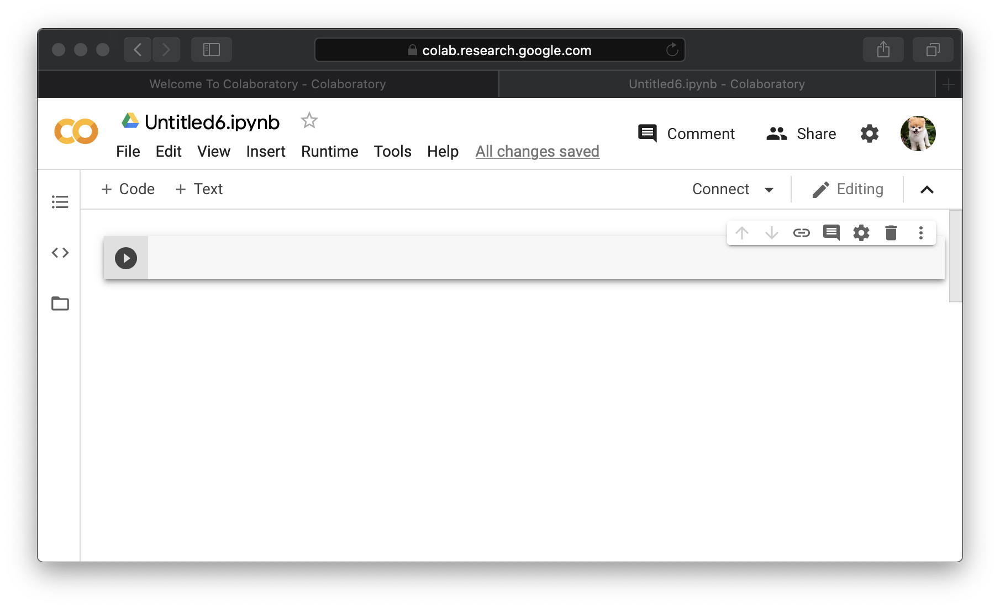 colab.research.google.com
Welcome To Colaboratory - Colaboratory
Untitled6.ipynb - Colaboratory
Untitled6.ipynb
Comment
Share
File Edit View Insert Runtime Tools Help All changes saved
+ Code + Text
Connect
Editing